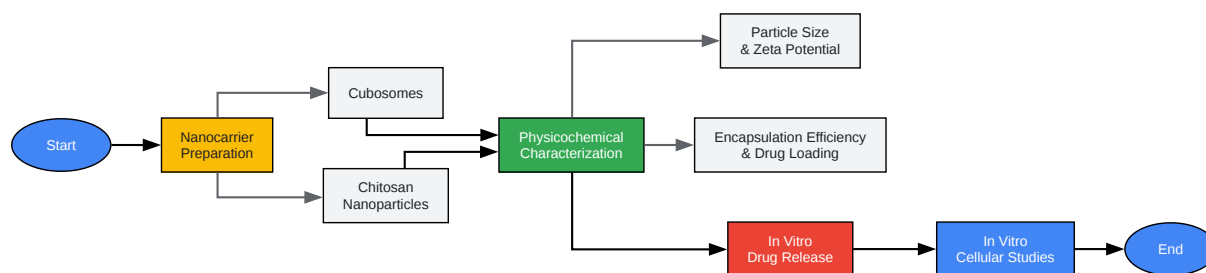 Start
Nanocarrier
Preparation
Cubosomes
Chitosan
Nanoparticles
Physicochemical
Characterization
Particle Size
& Zeta Potential
Encapsulation Efficiency
& Drug Loading
In Vitro
Drug Release
In Vitro
Cellular Studies
End